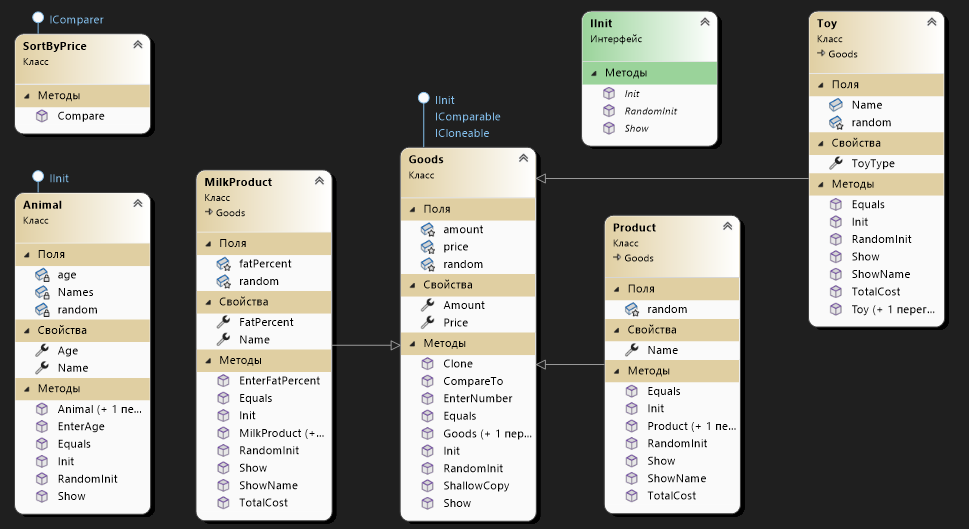 IComparer
SortByPrice
Класс
Методы
Compare
IInit
Animal
Класс
Поля
age
Names
random
Свойства
Age
Name
Методы
Animal (+ 1 пе...
EnterAge
Equals
Init
RandomInit
Show
MilkProduct
Класс
Goods
Поля
fatPercent
random
Свойства
FatPercent
Name
Методы
EnterFatPercent
Equals
Init
MilkProduct (+...
RandomInit
Show
ShowName
TotalCost
IInit
IComparable
ICloneable
Goods
Класс
Поля
amount
price
random
Свойства
Amount
Price
Методы
Clone
CompareTo
EnterNumber
Equals
Goods (+ 1 пер...
Init
RandomInit
ShallowCopy
Show
IInit
Интерфейс
Методы
Init
RandomInit
Show
Product
Класс
Goods
Поля
random
Свойства
Name
Методы
Equals
Init
Product (+ 1 пе...
RandomInit
Show
ShowName
TotalCost
Toy
Класс
Goods
Поля
Name
random
Свойства
ToyType
Методы
Equals
Init
RandomInit
Show
ShowName
TotalCost
Toy (+ 1 перег...